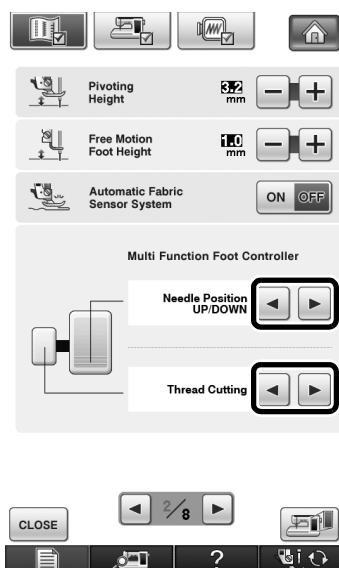 Pivoting
Height
3.2
mm
Free Motion
Foot Height
1.0
mm
Automatic Fabric
Sensor System
ON OFF
Multi Function Foot Controller
Needle Position
UP/DOWN
Thread Cutting
CLOSE
2/8
?
i